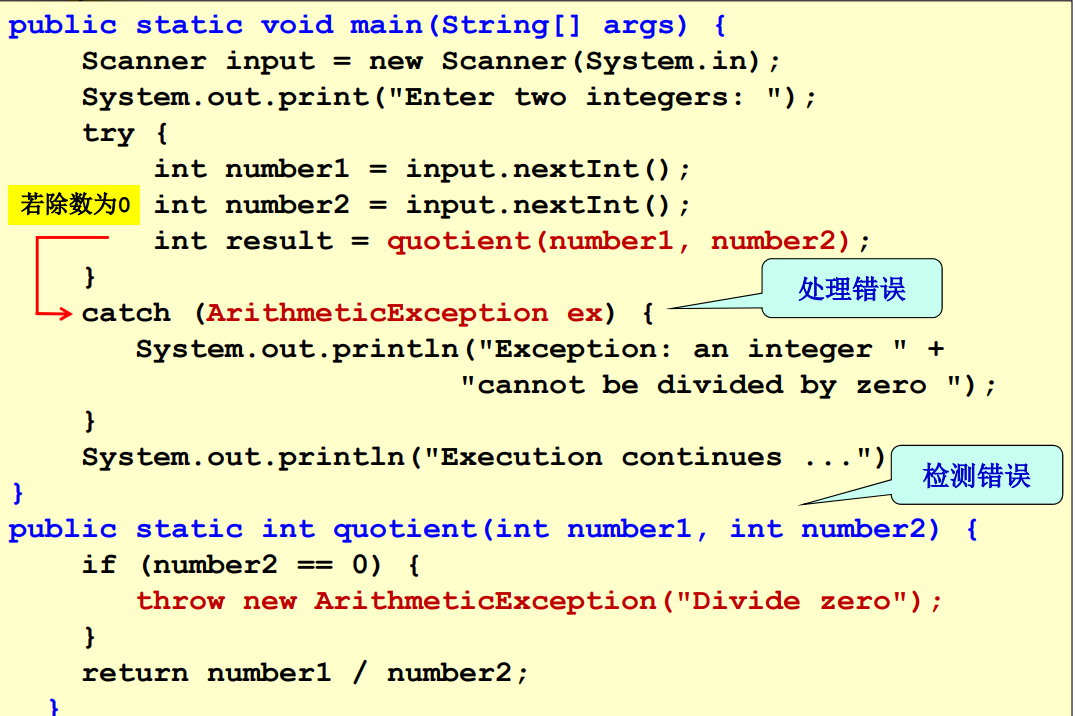 public static void main(String[] args) {
Scanner input = new Scanner(System.in);
System.out.print("Enter two integers: ");
try {
int number1 = input.nextInt();
若除数为0
int number2 = input.nextInt();
int result = quotient(number1, number2);
}
处理错误
catch (ArithmeticException ex) {
System.out.println("Exception: an integer " +
"cannot be divided by zero ");
}
System.out.println("Execution continues ...")
检测错误
}
public static int quotient(int number1, int number2) {
if (number2 == 0) {
throw new ArithmeticException("Divide zero");
}
return number1 / number2;
}